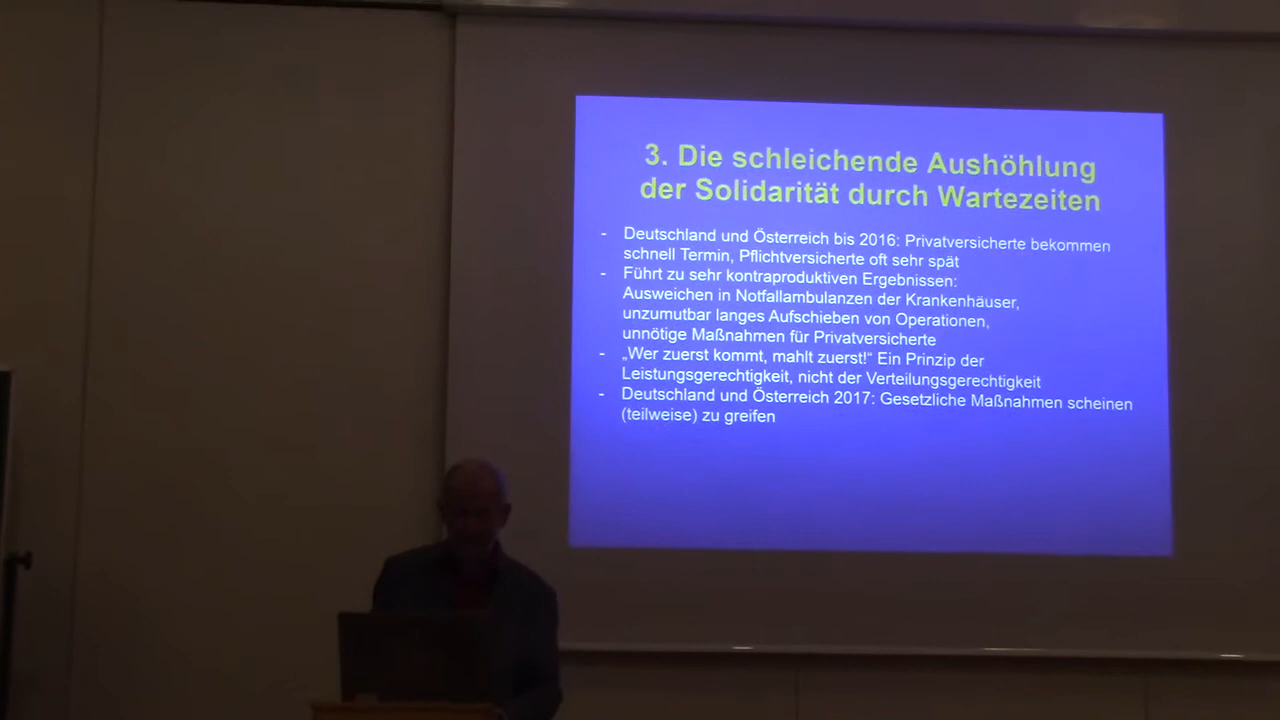 3. Die schleichende Aushöhlung
der Solidarität durch Wartezeiten
- Deutschland und Österreich bis 2016: Privatversicherte bekommen
schnell Termin, Pflichtversicherte oft sehr spät
- Führt zu sehr kontraproduktiven Ergebnissen:
Ausweichen in Notfallambulanzen der Krankenhäuser,
unzumutbar langes Aufschieben von Operationen,
unnötige Maßnahmen für Privatversicherte
- „Wer zuerst kommt, mahlt zuerst!“ Ein Prinzip der
Leistungsgerechtigkeit, nicht der Verteilungsgerechtigkeit
- Deutschland und Österreich 2017: Gesetzliche Maßnahmen scheinen
(teilweise) zu greifen